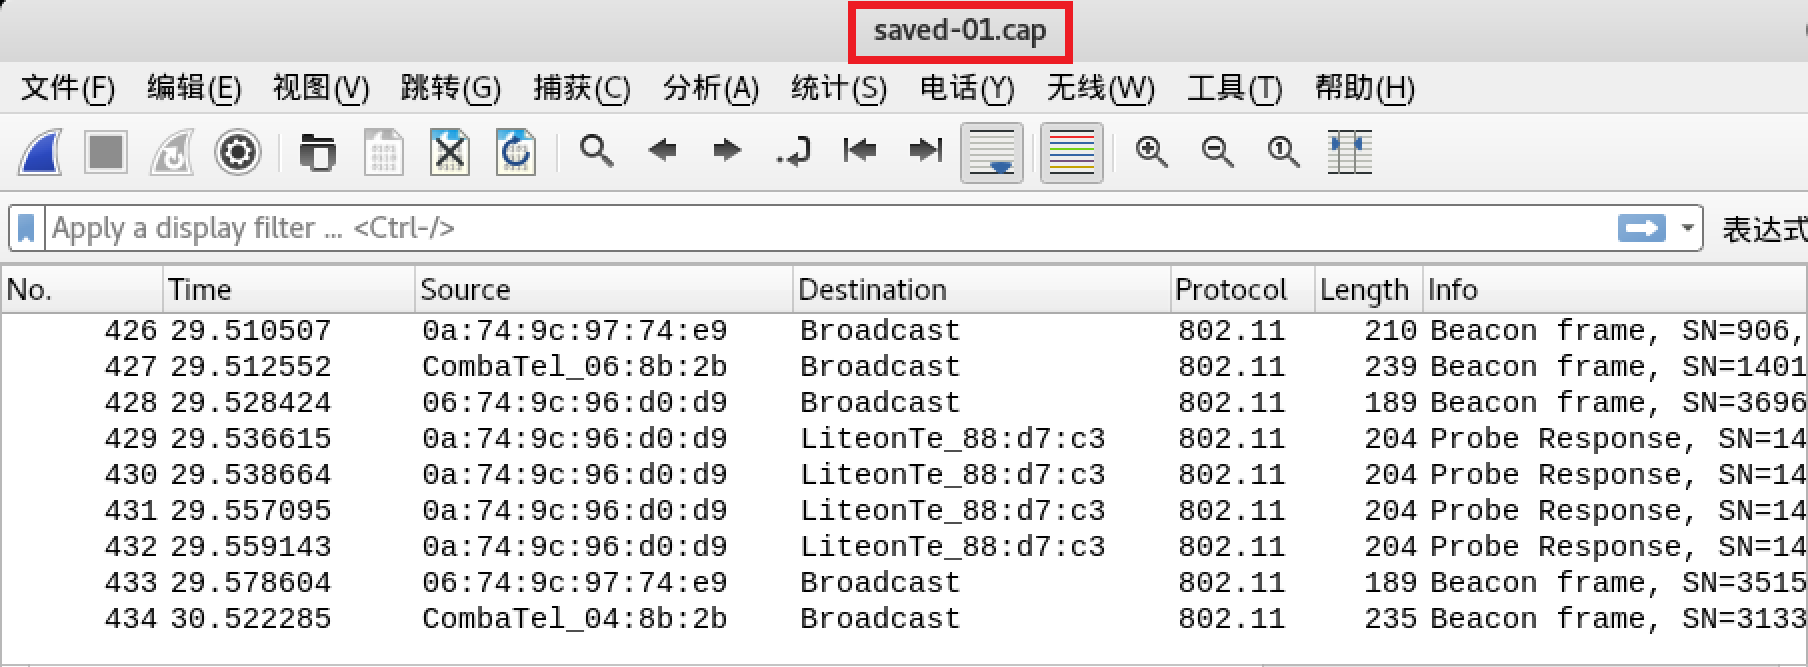 saved-01.cap
文件(F) 编辑(E) 视图(V) 跳转(G) 捕获(C) 分析(A) 统计(S) 电话(Y) 无线(W) 工具(T) 帮助(H)
Apply a display filter ... <Ctrl-/> 表达式
No. Time Source Destination Protocol Length Info
426 29.510507 0a:74:9c:97:74:e9 Broadcast 802.11 210 Beacon frame, SN=906,
427 29.512552 CombaTel_06:8b:2b Broadcast 802.11 239 Beacon frame, SN=1401
428 29.528424 06:74:9c:96:d0:d9 Broadcast 802.11 189 Beacon frame, SN=3696
429 29.536615 0a:74:9c:96:d0:d9 LiteonTe_88:d7:c3 802.11 204 Probe Response, SN=14
430 29.538664 0a:74:9c:96:d0:d9 LiteonTe_88:d7:c3 802.11 204 Probe Response, SN=14
431 29.557095 0a:74:9c:96:d0:d9 LiteonTe_88:d7:c3 802.11 204 Probe Response, SN=14
432 29.559143 0a:74:9c:96:d0:d9 LiteonTe_88:d7:c3 802.11 204 Probe Response, SN=14
433 29.578604 06:74:9c:97:74:e9 Broadcast 802.11 189 Beacon frame, SN=3515
434 30.522285 CombaTel_04:8b:2b Broadcast 802.11 235 Beacon frame, SN=3133